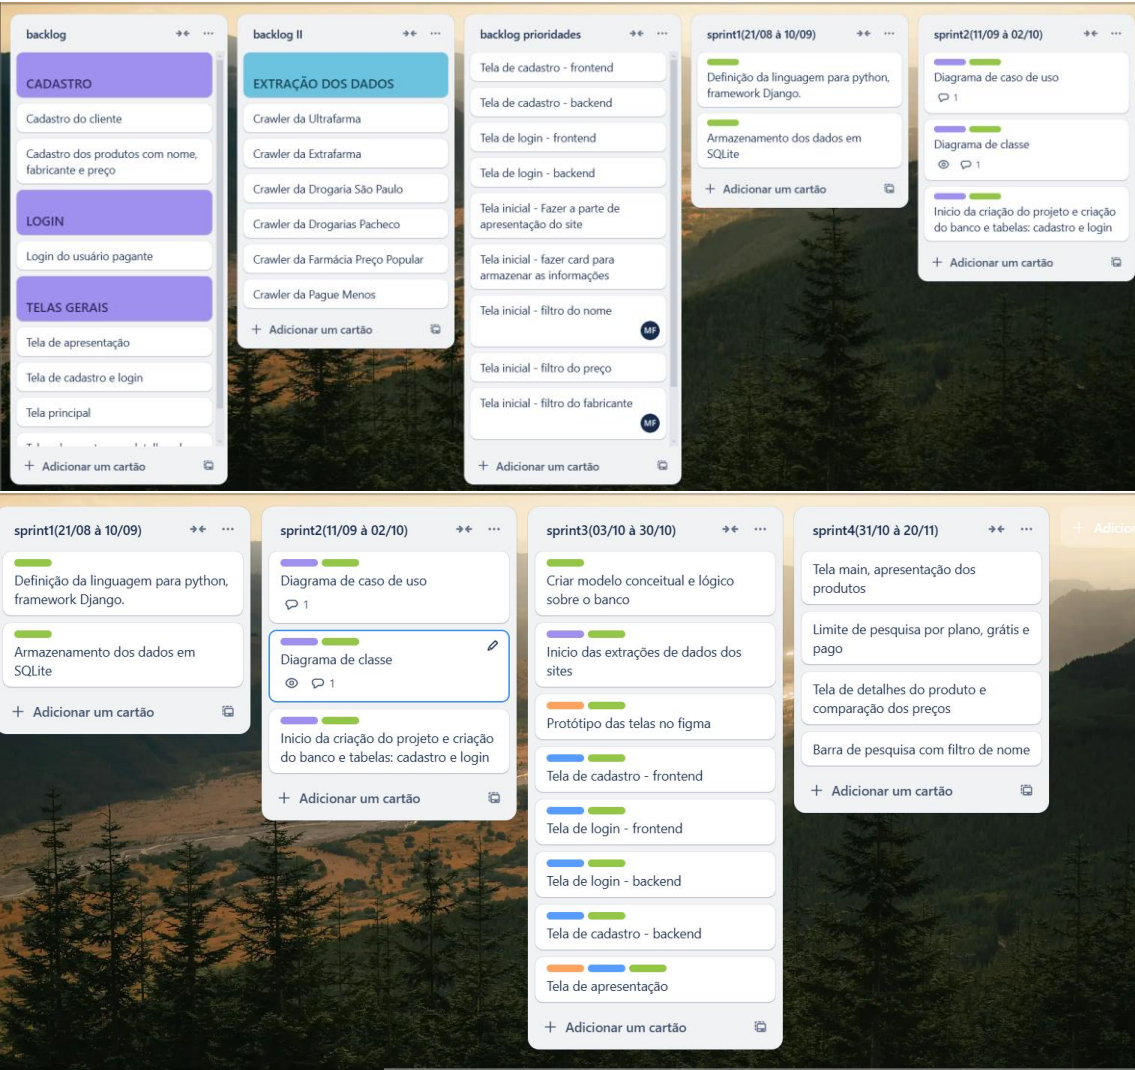 backlog
CADASTRO
Cadastro do cliente
Cadastro dos produtos com nome,
fabricante e preço
LOGIN
Login do usuário pagante
TELAS GERAIS
Tela de apresentação
Tela de cadastro e login
Tela principal
+ Adicionar um cartão
backlog II
EXTRAÇÃO DOS DADOS
Crawler da Ultrafarma
Crawler da Extrafarma
Crawler da Drogaria São Paulo
Crawler da Drogarias Pacheco
Crawler da Farmácia Preço Popular
Crawler da Pague Menos
+ Adicionar um cartão
backlog prioridades
Tela de cadastro - frontend
Tela de cadastro - backend
Tela de login - frontend
Tela de login - backend
Tela inicial - Fazer a parte de
apresentação do site
Tela inicial - fazer card para
armazenar as informações
Tela inicial - filtro do nome
MF
Tela inicial - filtro do preço
Tela inicial - filtro do fabricante
MF
+ Adicionar um cartão
sprint1(21/08 à 10/09)
Definição da linguagem para python,
framework Django.
Armazenamento dos dados em
SQLite
+ Adicionar um cartão
sprint2(11/09 à 02/10)
Diagrama de caso de uso
1
Diagrama de classe
1
Inicio da criação do projeto e criação
do banco e tabelas: cadastro e login
+ Adicionar um cartão
sprint1(21/08 à 10/09)
Definição da linguagem para python,
framework Django.
Armazenamento dos dados em
SQLite
+ Adicionar um cartão
sprint2(11/09 à 02/10)
Diagrama de caso de uso
1
Diagrama de classe
1
Inicio da criação do projeto e criação
do banco e tabelas: cadastro e login
+ Adicionar um cartão
sprint3(03/10 à 30/10)
Criar modelo conceitual e lógico
sobre o banco
Inicio das extrações de dados dos
sites
Protótipo das telas no figma
Tela de cadastro - frontend
Tela de login - frontend
Tela de login - backend
Tela de cadastro - backend
Tela de apresentação
+ Adicionar um cartão
sprint4(31/10 à 20/11)
Tela main, apresentação dos
produtos
Limite de pesquisa por plano, grátis e
pago
Tela de detalhes do produto e
comparação dos preços
Barra de pesquisa com filtro de nome
+ Adicionar um cartão